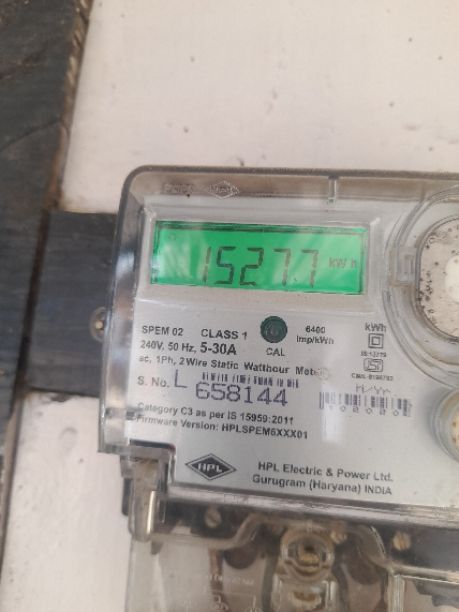 1527.7 kWh
SPEM 02 CLASS 1 6400 imp/kWh kWh
240V, 50 Hz, 5-30A CAL IS 13779
ac, 1Ph, 2 Wire Static Watthour Meter
S. No. L 658144
Category C3 as per IS 15959:2011
Firmware Version: HPLSPEM6XXX01
HPL
HPL Electric & Power Ltd.
Gurugram (Haryana) INDIA